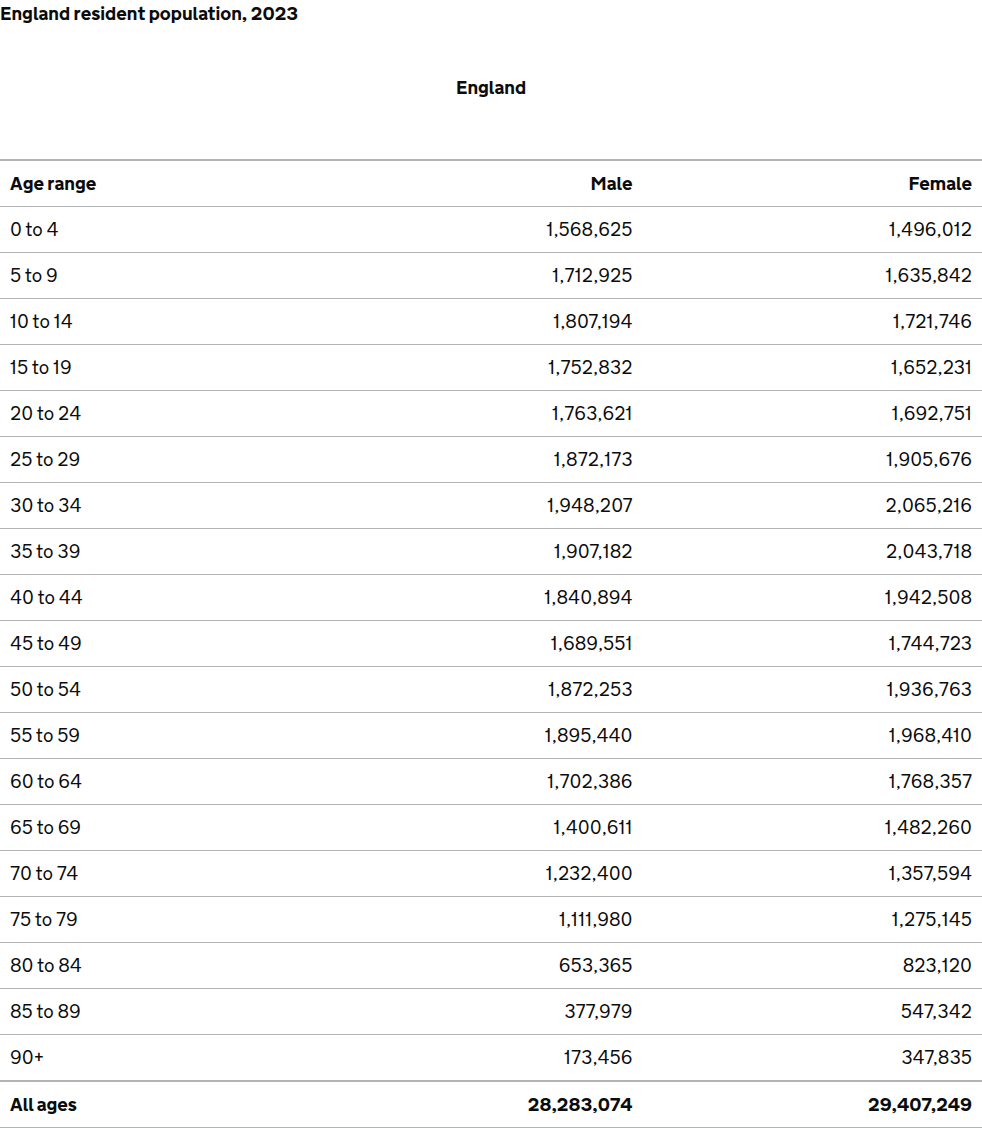 England resident population, 2023
England
Age range Male Female
0 to 4 1,568,625 1,496,012
5 to 9 1,712,925 1,635,842
10 to 14 1,807,194 1,721,746
15 to 19 1,752,832 1,652,231
20 to 24 1,763,621 1,692,751
25 to 29 1,872,173 1,905,676
30 to 34 1,948,207 2,065,216
35 to 39 1,907,182 2,043,718
40 to 44 1,840,894 1,942,508
45 to 49 1,689,551 1,744,723
50 to 54 1,872,253 1,936,763
55 to 59 1,895,440 1,968,410
60 to 64 1,702,386 1,768,357
65 to 69 1,400,611 1,482,260
70 to 74 1,232,400 1,357,594
75 to 79 1,111,980 1,275,145
80 to 84 653,365 823,120
85 to 89 377,979 547,342
90+ 173,456 347,835
All ages 28,283,074 29,407,249